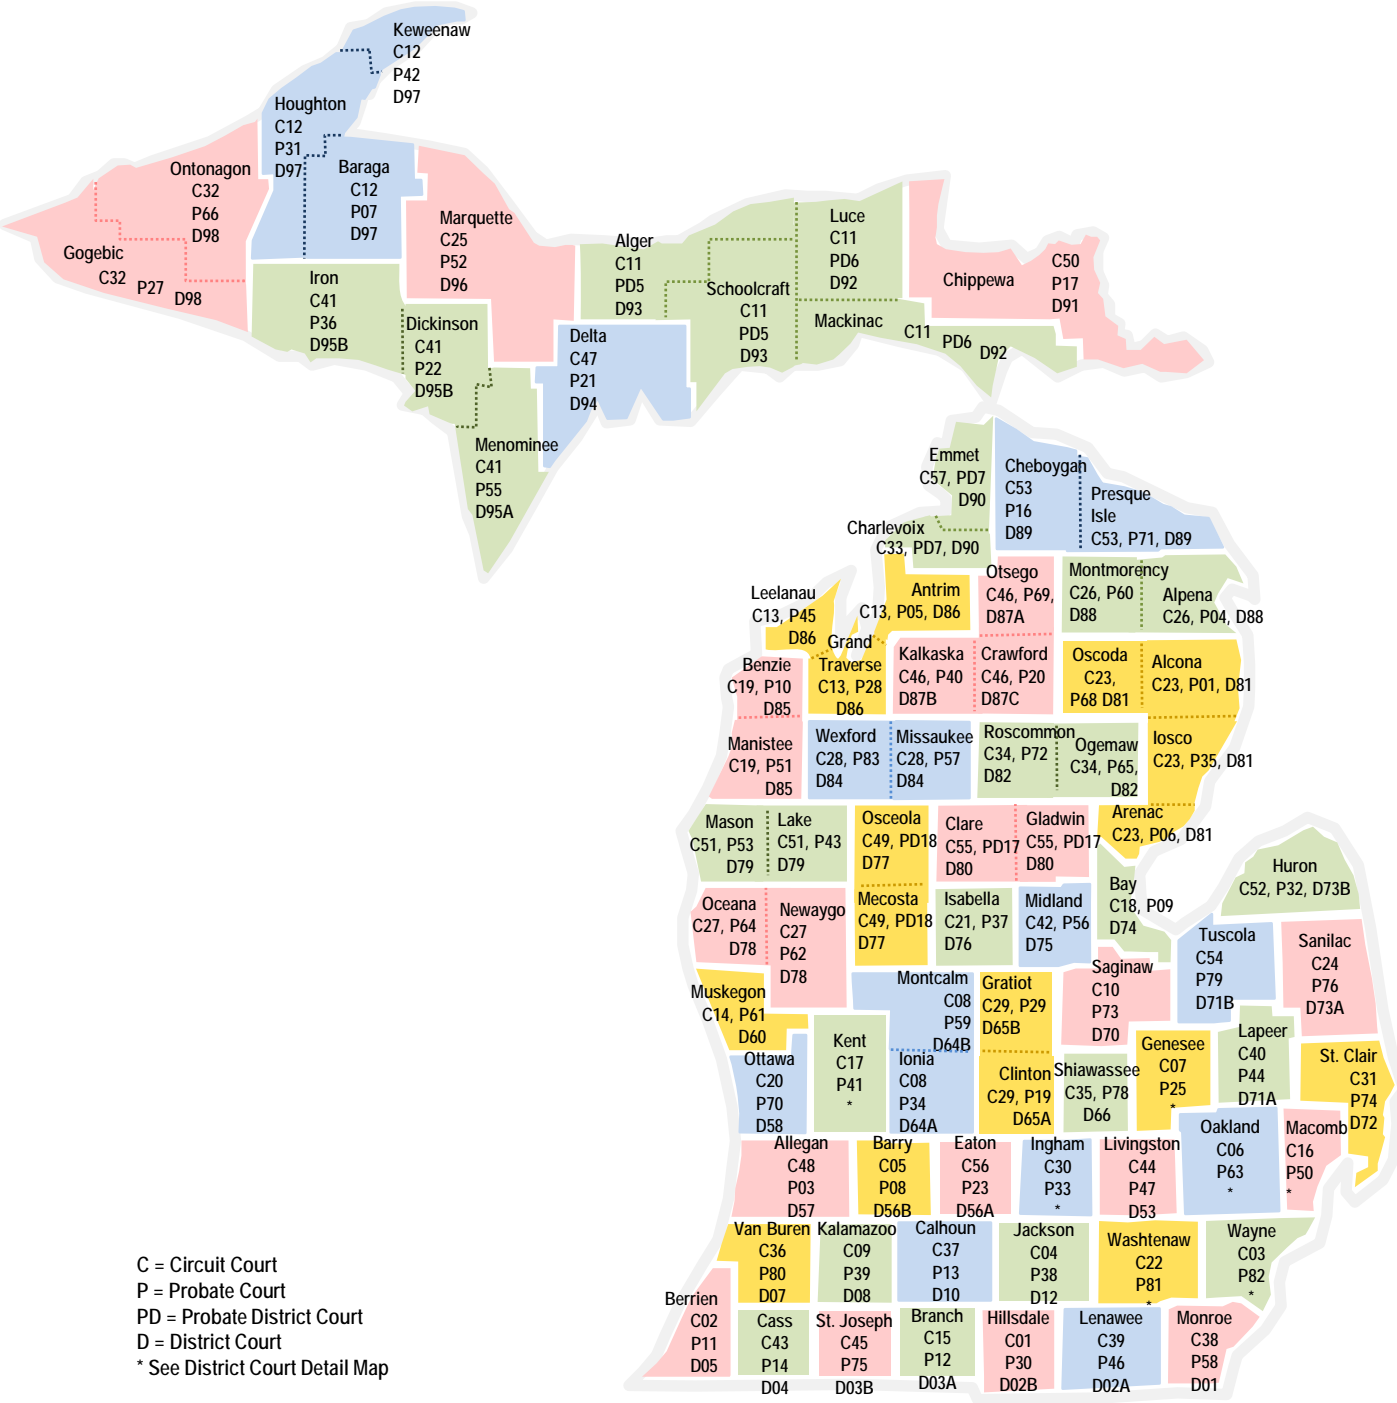 Keweenaw
C12
P42
D97
Houghton
C12
P31
D97
Baraga
C12
P07
D97
Ontonagon
C32
P66
D98
Gogebic
C32 P27 D98
Marquette
C25
P52
D96
Iron
C41
P36
D95B
Dickinson
C41
P22
D95B
Menominee
C41
P55
D95A
Delta
C47
P21
D94
Alger
C11
PD5
D93
Schoolcraft
C11
PD5
D93
Luce
C11
PD6
D92
Mackinac C11 PD6 D92
Chippewa
C50
P17
D91
Emmet
C57, PD7
D90
Cheboygan
C53
P16
D89
Presque
Isle
C53, P71, D89
Charlevoix
C33, PD7, D90
Leelanau
C13, P45
D86
Antrim
C13, P05, D86
Otsego
C46, P69,
D87A
Montmorency
C26, P60
D88
Alpena
C26, P04, D88
Benzie
C19, P10
D85
Grand
Traverse
C13, P28
D86
Kalkaska
C46, P40
D87B
Crawford
C46, P20
D87C
Oscoda
C23,
P68 D81
Alcona
C23, P01, D81
Manistee
C19, P51
D85
Wexford
C28, P83
D84
Missaukee
C28, P57
D84
Roscommon
C34, P72
D82
Ogemaw
C34, P65,
D82
Iosco
C23, P35, D81
Mason
C51, P53
D79
Lake
C51, P43
D79
Osceola
C49, PD18
D77
Clare
C55, PD17
D80
Gladwin
C55, PD17
D80
Arenac
C23, P06, D81
Huron
C52, P32, D73B
Oceana
C27, P64
D78
Newaygo
C27
P62
D78
Mecosta
C49, PD18
D77
Isabella
C21, P37
D76
Midland
C42, P56
D75
Bay
C18, P09
D74
Tuscola
C54
P79
D71B
Sanilac
C24
P76
D73A
Muskegon
C14, P61
D60
Montcalm
C08
P59
D64B
Gratiot
C29, P29
D65B
Saginaw
C10
P73
D70
Ottawa
C20
P70
D58
Kent
C17
P41
*
Ionia
C08
P34
D64A
Clinton
C29, P19
D65A
Shiawassee
C35, P78
D66
Genesee
C07
P25
*
Lapeer
C40
P44
D71A
St. Clair
C31
P74
D72
Allegan
C48
P03
D57
Barry
C05
P08
D56B
Eaton
C56
P23
D56A
Ingham
C30
P33
*
Livingston
C44
P47
D53
Oakland
C06
P63
*
Macomb
C16
P50
*
Van Buren
C36
P80
D07
Kalamazoo
C09
P39
D08
Calhoun
C37
P13
D10
Jackson
C04
P38
D12
Washtenaw
C22
P81
*
Wayne
C03
P82
*
Berrien
C02
P11
D05
Cass
C43
P14
D04
St. Joseph
C45
P75
D03B
Branch
C15
P12
D03A
Hillsdale
C01
P30
D02B
Lenawee
C39
P46
D02A
Monroe
C38
P58
D01
C = Circuit Court
P = Probate Court
PD = Probate District Court
D = District Court
* See District Court Detail Map